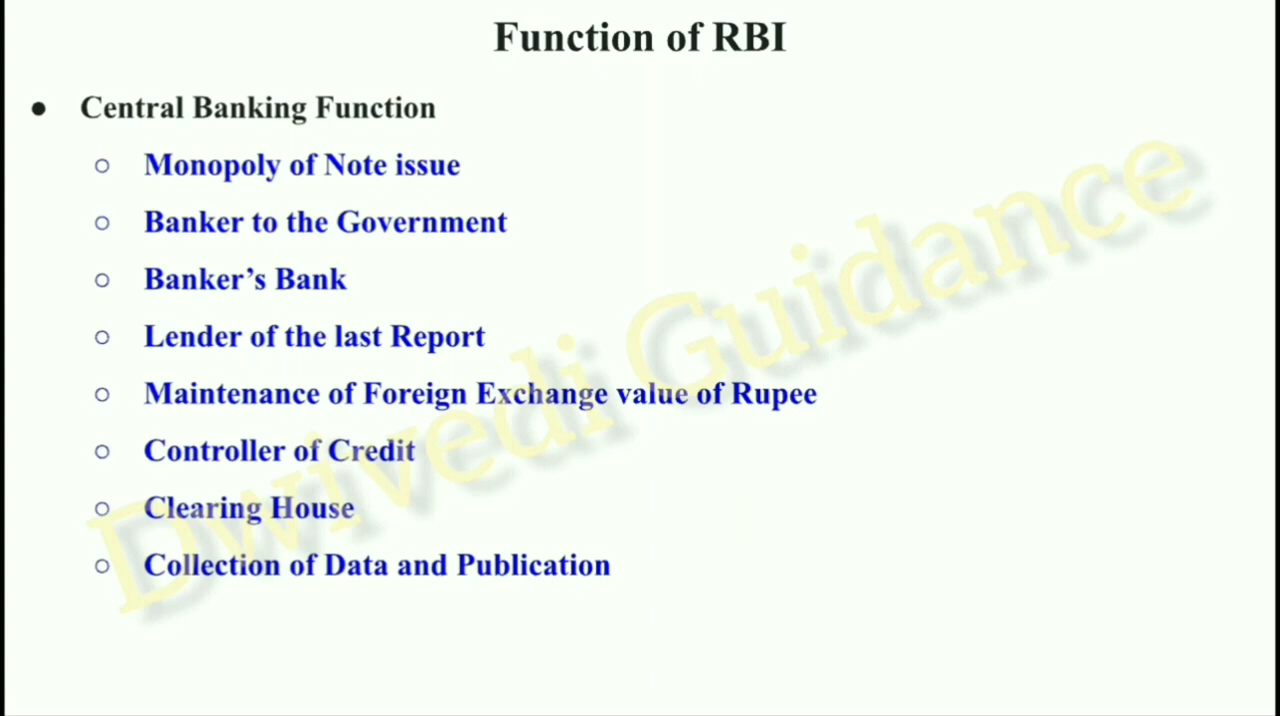 Function of RBI
● Central Banking Function
○ Monopoly of Note issue
○ Banker to the Government
○ Banker’s Bank
○ Lender of the last Report
○ Maintenance of Foreign Exchange value of Rupee
○ Controller of Credit
○ Clearing House
○ Collection of Data and Publication
Dwivedi Guidance